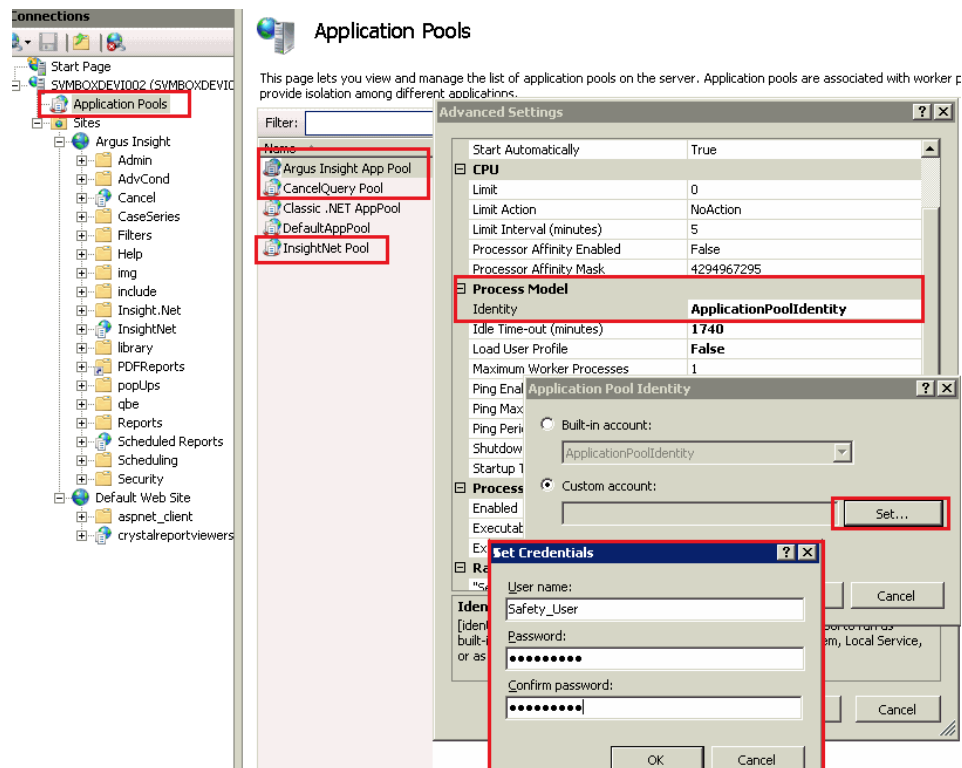 Connections
Start Page
SVMBOXDEVI002 (SVMBOXDEVIC
Application Pools
Sites
Argus Insight
Admin
AdvCond
Cancel
CaseSeries
Filters
Help
img
include
Insight.Net
InsightNet
library
PDFReports
popUps
qbe
Reports
Scheduled Reports
Scheduling
Security
Default Web Site
aspnet_client
crystalreportviewers
Application Pools
This page lets you view and manage the list of application pools on the server. Application pools are associated with worker p
provide isolation among different applications.
Filter:
Name
Argus Insight App Pool
CancelQuery Pool
Classic .NET AppPool
DefaultAppPool
InsightNet Pool
Advanced Settings
Start Automatically True
CPU
Limit 0
Limit Action NoAction
Limit Interval (minutes) 5
Processor Affinity Enabled False
Processor Affinity Mask 4294967295
Process Model
Identity ApplicationPoolIdentity
Idle Time-out (minutes) 1740
Load User Profile False
Maximum Worker Processes 1
Ping Enal
Ping Max
Ping Peri
Shutdow
Startup T
Process
Enabled
Executab
Ex
Ra
"Se
Iden
[iden
built-i em, Local Service,
or as
Cancel
Application Pool Identity
Built-in account:
ApplicationPoolIdentity
Custom account:
Set...
Cancel
Set Credentials
User name:
Safety_User
Password:
●●●●●●●●●
Confirm password:
●●●●●●●●●
OK Cancel